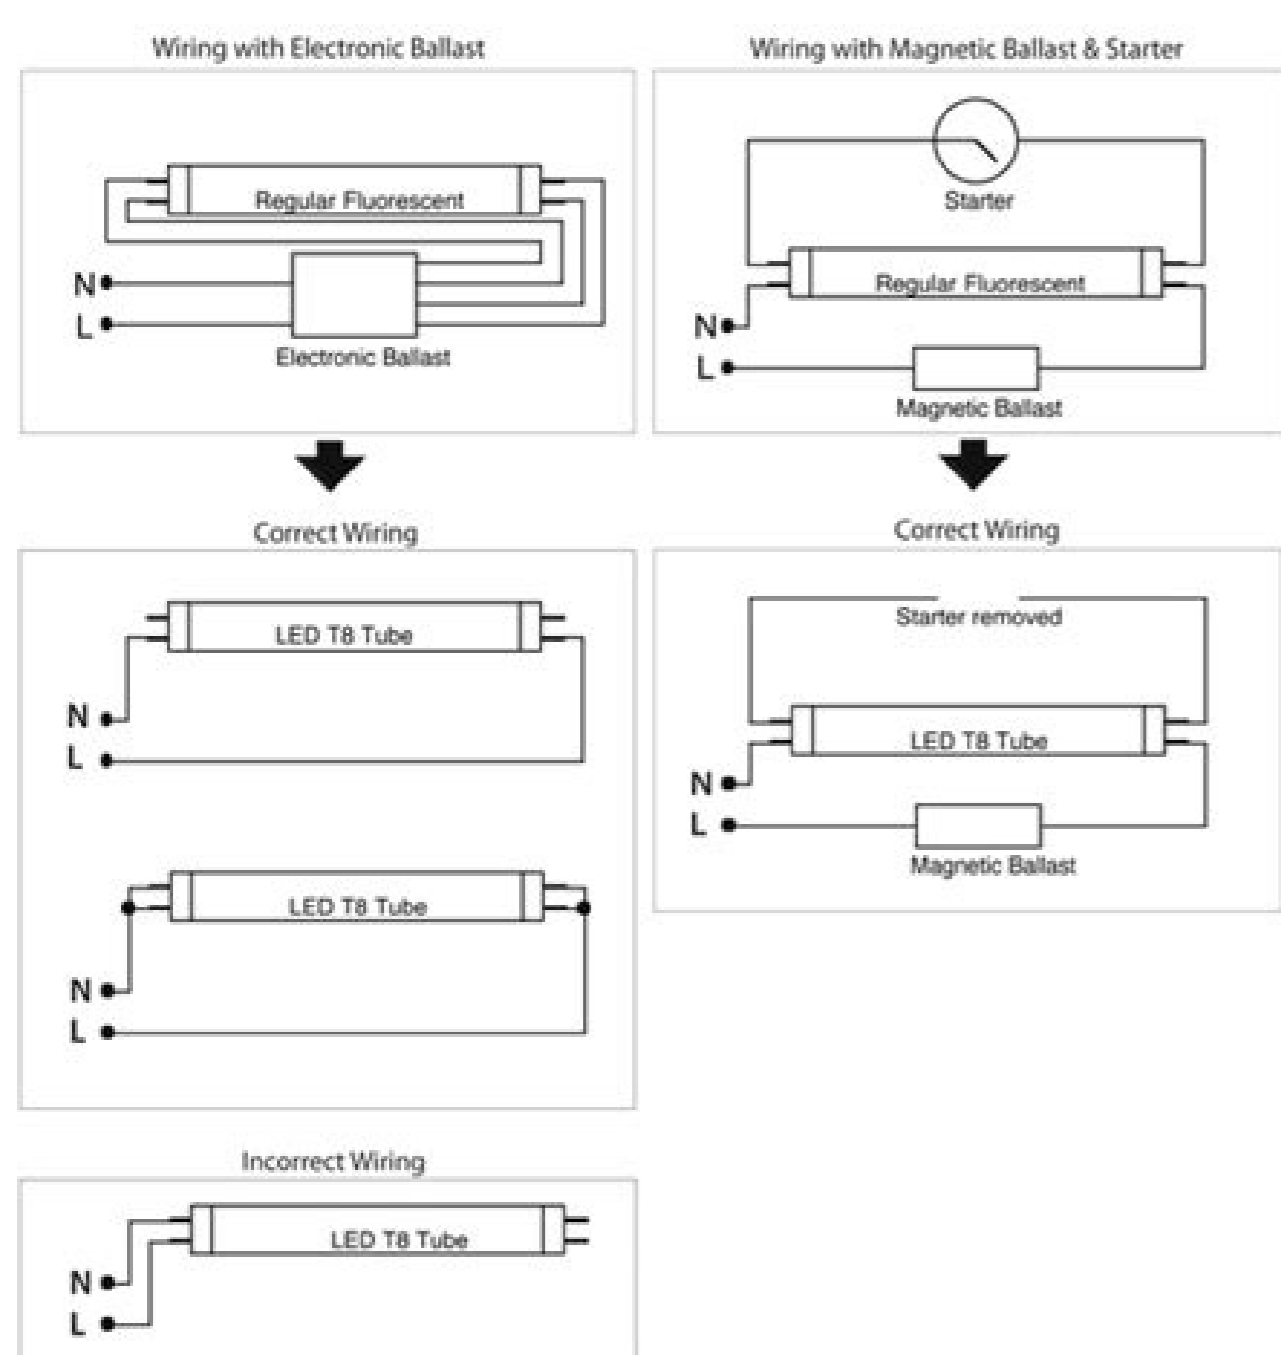 Wiring with Electronic Ballast
Regular Fluorescent
N
L
Electronic Ballast
Wiring with Magnetic Ballast & Starter
Starter
Regular Fluorescent
N
L
Magnetic Ballast
Correct Wiring
LED T8 Tube
N
L
LED T8 Tube
N
L
Correct Wiring
Starter removed
LED T8 Tube
N
L
Magnetic Ballast
Incorrect Wiring
LED T8 Tube
N
L